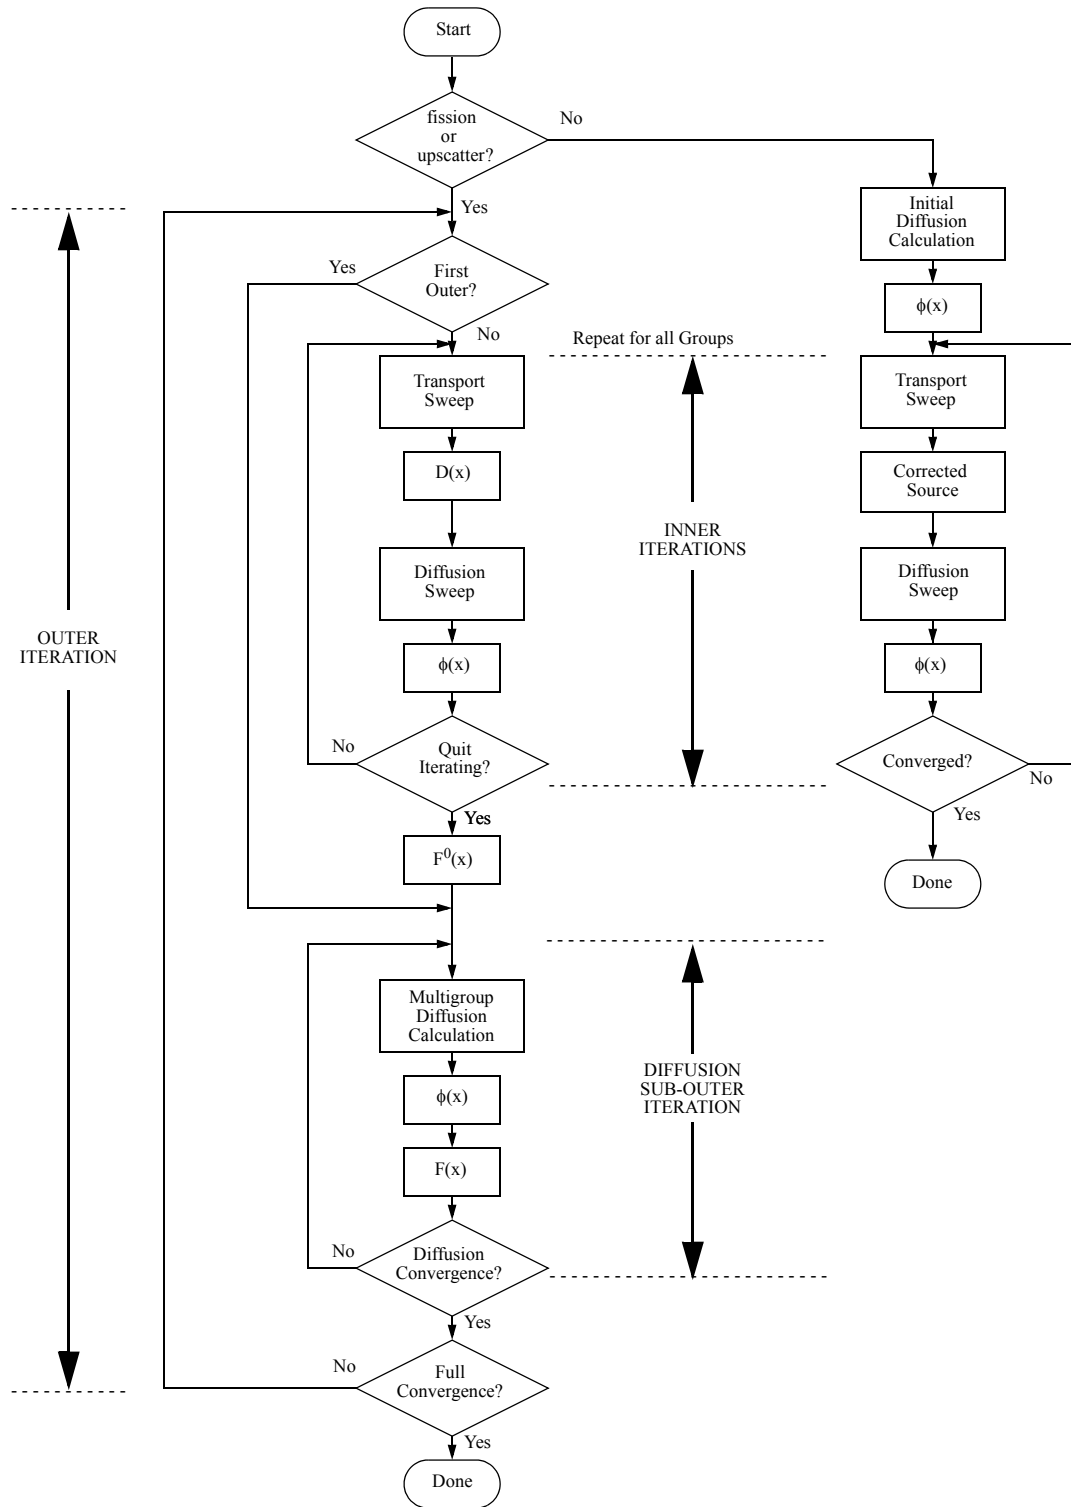 Start
fission
or
upscatter?
No
Yes
Initial
Diffusion
Calculation
Yes
First
Outer?
No
ϕ(x)
Repeat for all Groups
Transport
Sweep
Transport
Sweep
D(x)
Corrected
Source
INNER
ITERATIONS
Diffusion
Sweep
Diffusion
Sweep
OUTER
ITERATION
ϕ(x)
ϕ(x)
No
Quit
Iterating?
Converged?
No
Yes
Yes
F⁰(x)
Done
Multigroup
Diffusion
Calculation
DIFFUSION
SUB-OUTER
ITERATION
ϕ(x)
F(x)
No
Diffusion
Convergence?
Yes
No
Full
Convergence?
Yes
Done